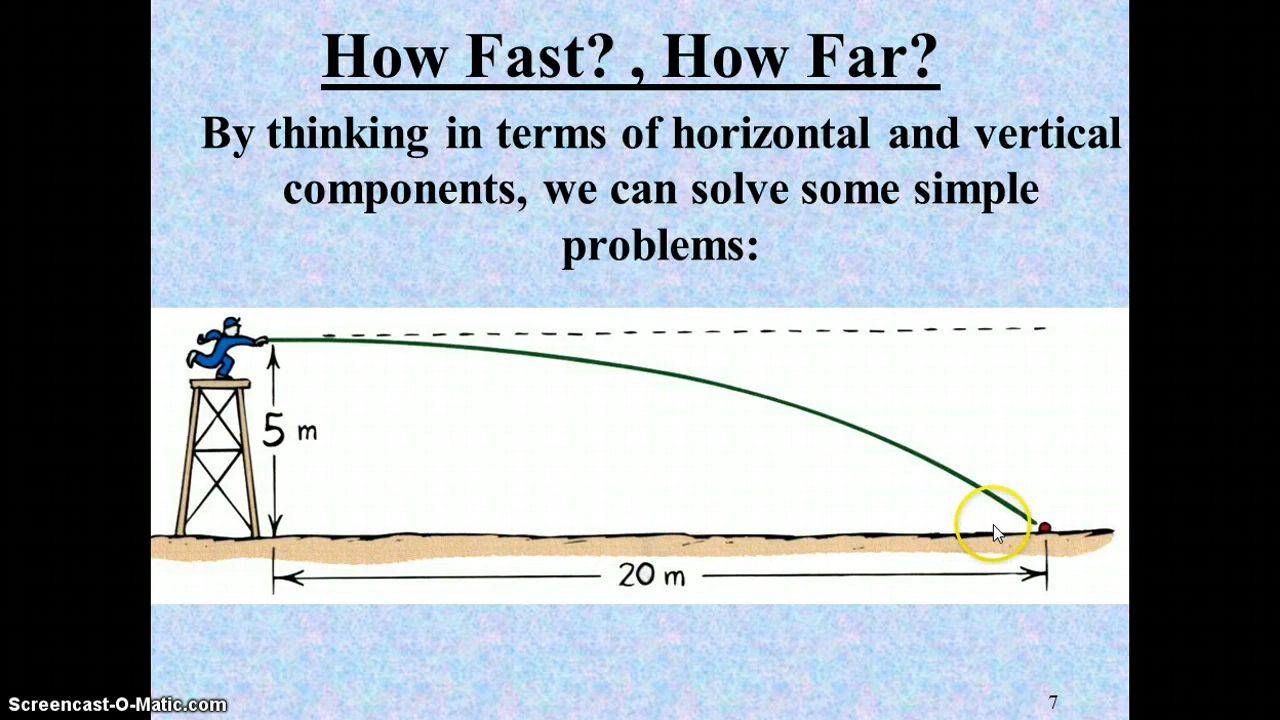 How Fast? , How Far?
By thinking in terms of horizontal and vertical
components, we can solve some simple
problems:
5 m
20 m
7
Screencast-O-Matic.com